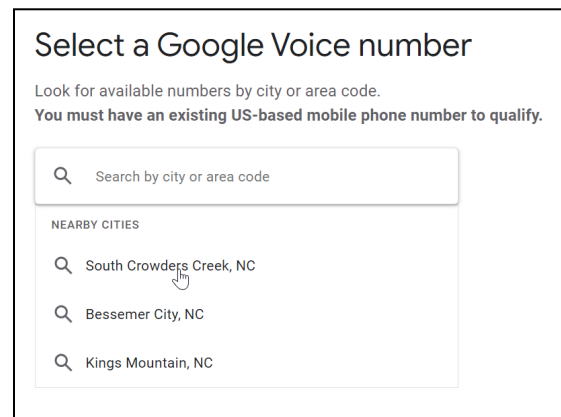 Select a Google Voice number
Look for available numbers by city or area code.
You must have an existing US-based mobile phone number to qualify.
Search by city or area code
NEARBY CITIES
South Crowders Creek, NC
Bessemer City, NC
Kings Mountain, NC